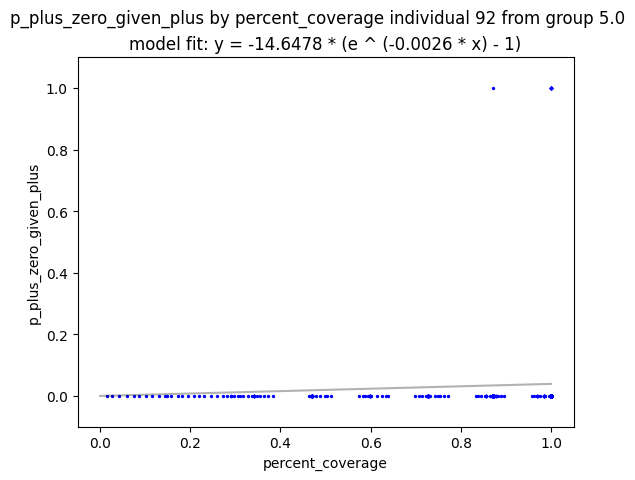 p_plus_zero_given_plus by percent_coverage individual 92 from group 5.0
model fit: y = -14.6478 * (e ^ (-0.0026 * x) - 1)
1.0
0.8
0.6
0.4
0.2
0.0
p_plus_zero_given_plus
0.0 0.2 0.4 0.6 0.8 1.0
percent_coverage